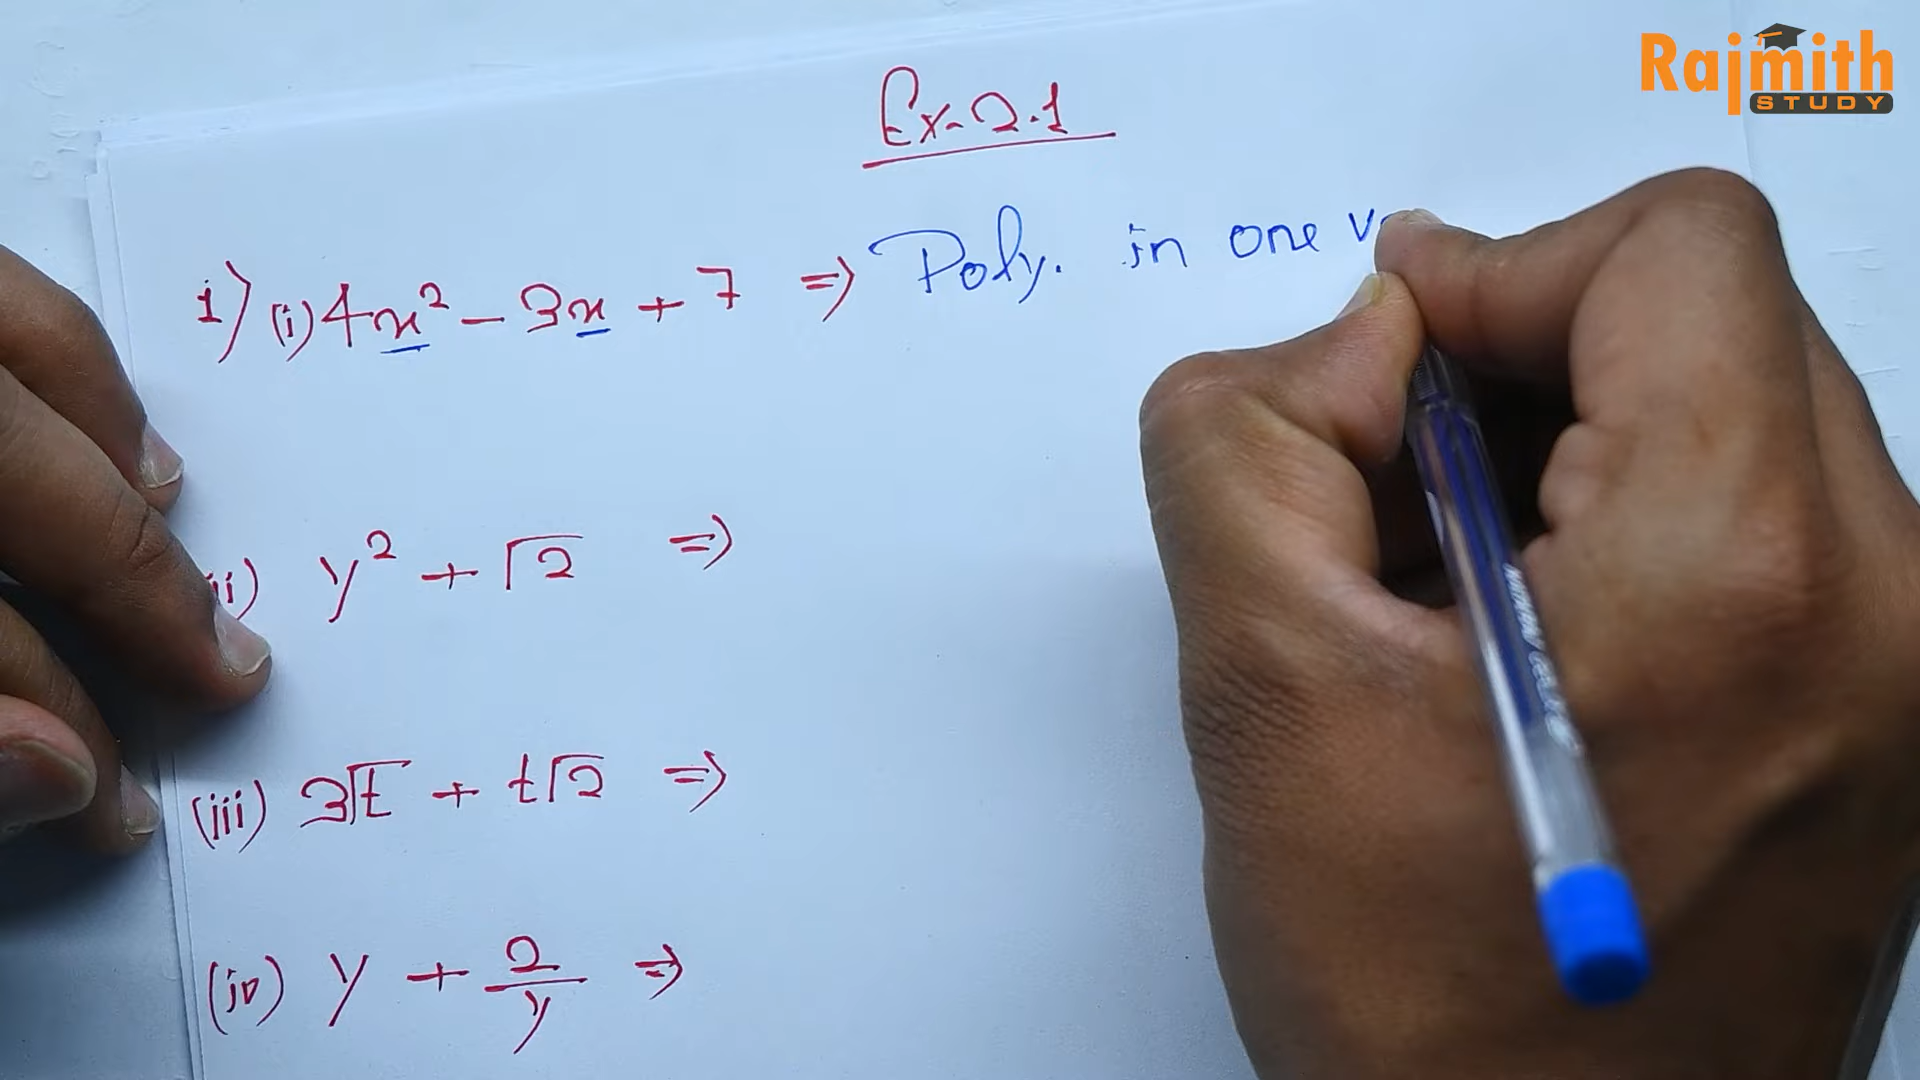 Rajmith
STUDY
Ex-2.1
1) (i) 4x² - 3x + 7 ⇒ Poly. in one
ii) y² + √2 ⇒
(iii) 3√t + t√2 ⇒
(iv) y + 2/y ⇒